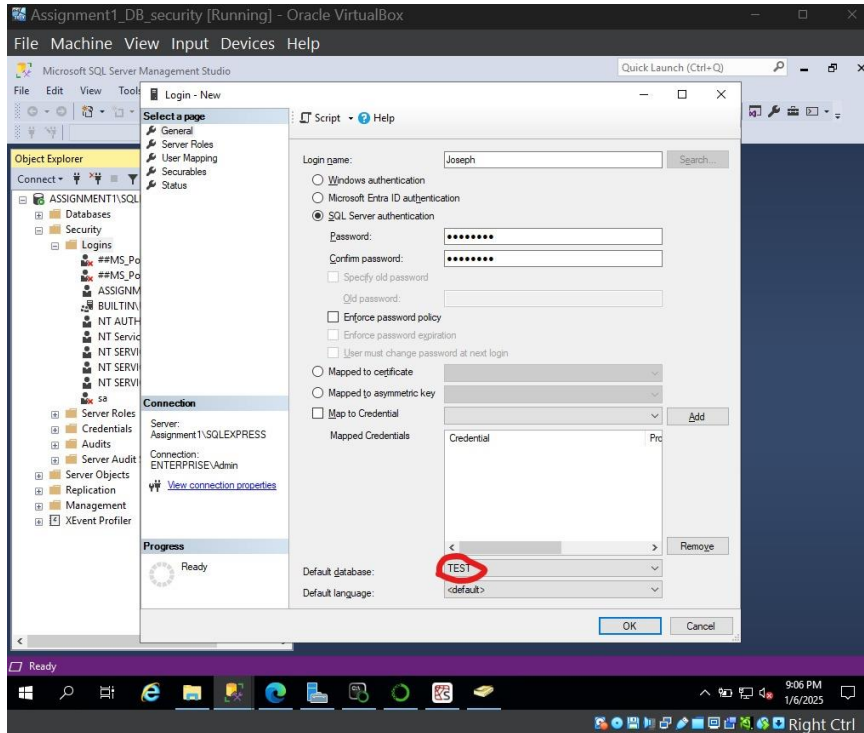 Assignment1_DB_security [Running] - Oracle VirtualBox
File Machine View Input Devices Help
Microsoft SQL Server Management Studio
Quick Launch (Ctrl+Q)
File Edit View Tool
Login - New
Select a page
General
Server Roles
User Mapping
Securables
Status
Script
Help
Object Explorer
Connect
ASSIGNMENT1\SQL
Databases
Security
Logins
##MS_Po
##MS_Po
ASSIGNM
BUILTIN\
NT AUTH
NT Servic
NT SERVI
NT SERVI
NT SERVI
sa
Server Roles
Credentials
Audits
Server Audit
Server Objects
Replication
Management
XEvent Profiler
Connection
Server:
Assignment1\SQLEXPRESS
Connection:
ENTERPRISE\Admin
View connection properties
Progress
Ready
Login name: Joseph Search...
Windows authentication
Microsoft Entra ID authentication
SQL Server authentication
Password: ●●●●●●●●
Confirm password: ●●●●●●●●
Specify old password
Old password:
Enforce password policy
Enforce password expiration
User must change password at next login
Mapped to certificate
Mapped to asymmetric key
Map to Credential Add
Mapped Credentials Credential Pro
Remove
Default database: TEST
Default language: <default>
OK Cancel
Ready
9:06 PM
1/6/2025
Right Ctrl